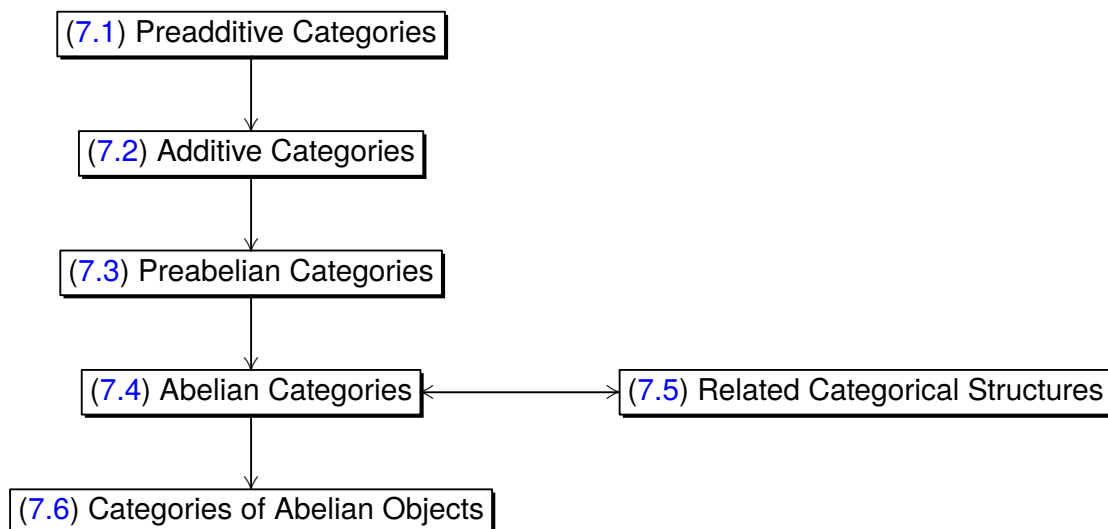 (7.1) Preadditive Categories
(7.2) Additive Categories
(7.3) Preabelian Categories
(7.4) Abelian Categories
(7.5) Related Categorical Structures
(7.6) Categories of Abelian Objects